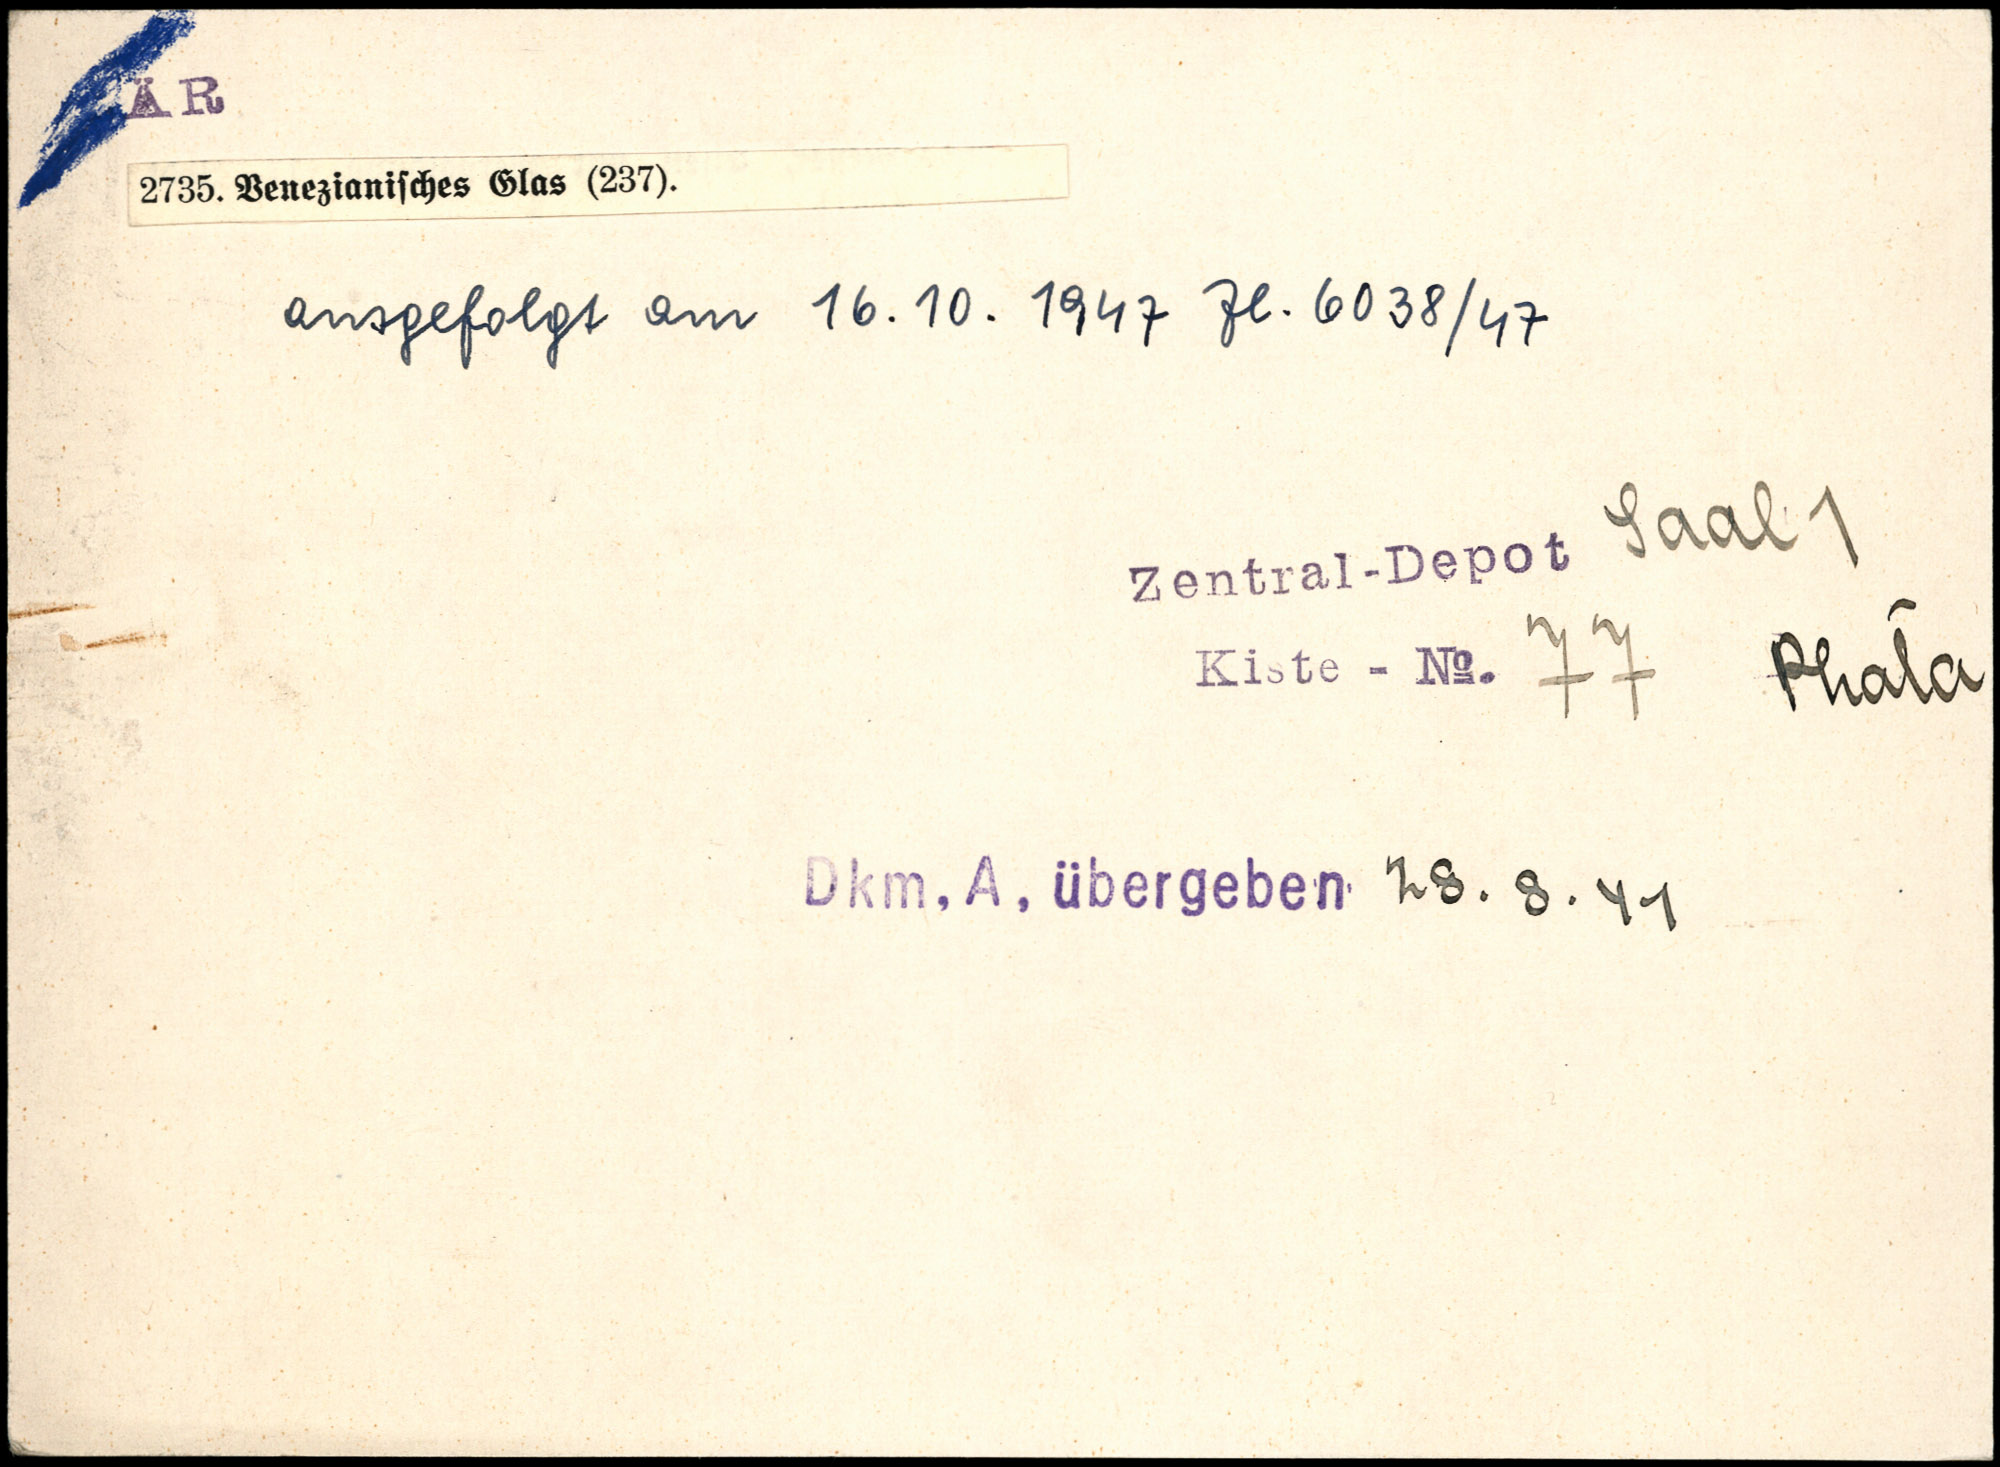 ÄR
2735. Venezianisches Glas (237).
ausgefolgt am 16.10.1947 Zl. 6038/47
Zentral-Depot Saal 1
Kiste - №. 77 Photo
Dkm. A. übergeben 28.8.41